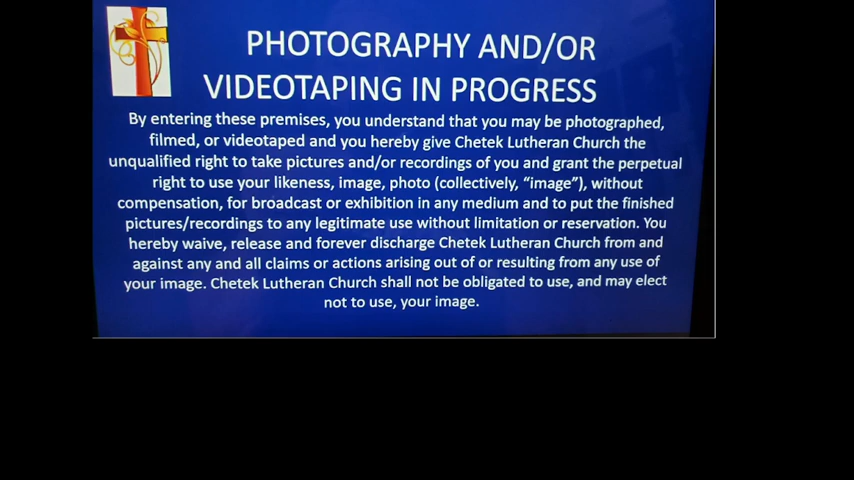 PHOTOGRAPHY AND/OR
VIDEOTAPING IN PROGRESS
By entering these premises, you understand that you may be photographed,
filmed, or videotaped and you hereby give Chetek Lutheran Church the
unqualified right to take pictures and/or recordings of you and grant the perpetual
right to use your likeness, image, photo (collectively, “image”), without
compensation, for broadcast or exhibition in any medium and to put the finished
pictures/recordings to any legitimate use without limitation or reservation. You
hereby waive, release and forever discharge Chetek Lutheran Church from and
against any and all claims or actions arising out of or resulting from any use of
your image. Chetek Lutheran Church shall not be obligated to use, and may elect
not to use, your image.